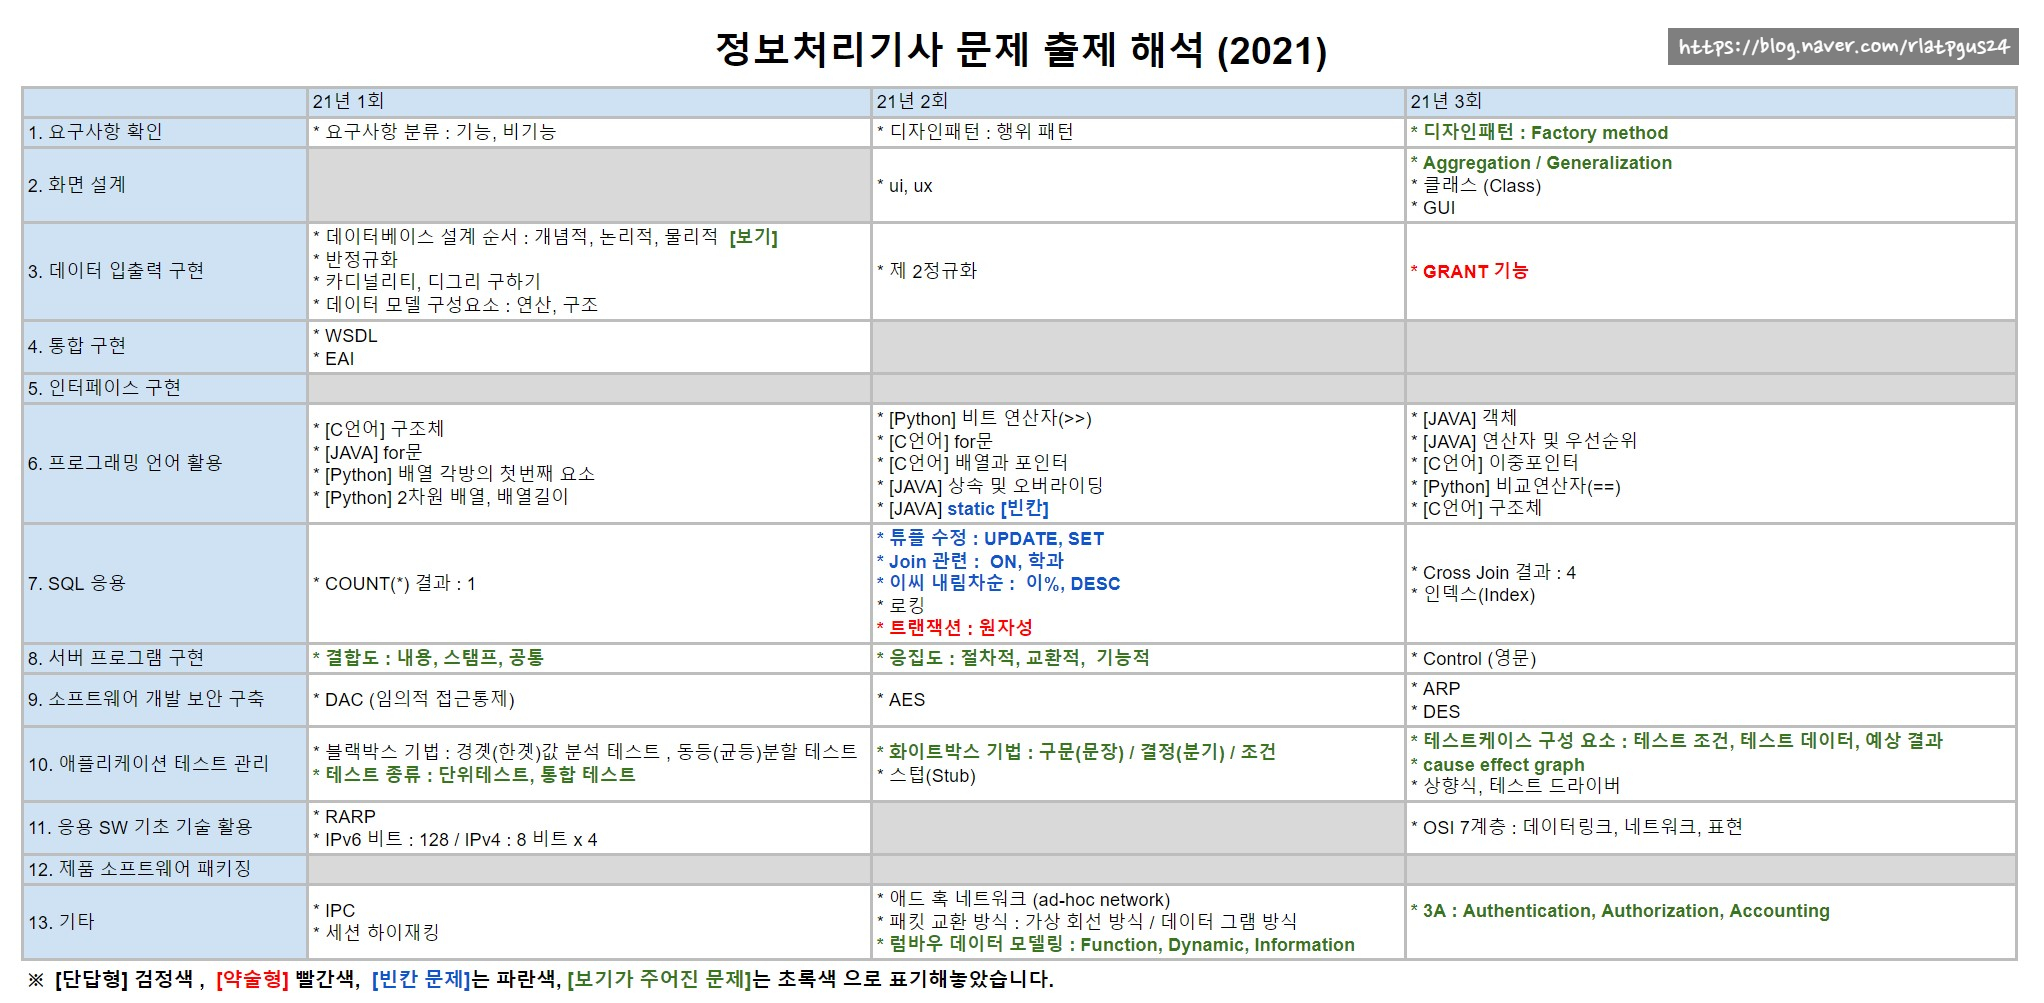 정보처리기사 문제 출제 해석 (2021)
https://blog.naver.com/rlatpgus24
21년 1회
21년 2회
21년 3회
1. 요구사항 확인
* 요구사항 분류 : 기능, 비기능
* 디자인패턴 : 행위 패턴
* 디자인패턴 : Factory method
2. 화면 설계
* ui, ux
* Aggregation / Generalization
* 클래스 (Class)
* GUI
3. 데이터 입출력 구현
* 데이터베이스 설계 순서 : 개념적, 논리적, 물리적 [보기]
* 반정규화
* 카디널리티, 디그리 구하기
* 데이터 모델 구성요소 : 연산, 구조
* 제 2정규화
* GRANT 기능
4. 통합 구현
* WSDL
* EAI
5. 인터페이스 구현
6. 프로그래밍 언어 활용
* [C언어] 구조체
* [JAVA] for문
* [Python] 배열 각방의 첫번째 요소
* [Python] 2차원 배열, 배열길이
* [Python] 비트 연산자(>>)
* [C언어] for문
* [C언어] 배열과 포인터
* [JAVA] 상속 및 오버라이딩
* [JAVA] static [빈칸]
* [JAVA] 객체
* [JAVA] 연산자 및 우선순위
* [C언어] 이중포인터
* [Python] 비교연산자(==)
* [C언어] 구조체
7. SQL 응용
* COUNT(*) 결과 : 1
* 튜플 수정 : UPDATE, SET
* Join 관련 : ON, 학과
* 이씨 내림차순 : 이%, DESC
* 로킹
* 트랜잭션 : 원자성
* Cross Join 결과 : 4
* 인덱스(Index)
8. 서버 프로그램 구현
* 결합도 : 내용, 스탬프, 공통
* 응집도 : 절차적, 교환적, 기능적
* Control (영문)
9. 소프트웨어 개발 보안 구축
* DAC (임의적 접근통제)
* AES
* ARP
* DES
10. 애플리케이션 테스트 관리
* 블랙박스 기법 : 경곗(한곗)값 분석 테스트 , 동등(균등)분할 테스트
* 테스트 종류 : 단위테스트, 통합 테스트
* 화이트박스 기법 : 구문(문장) / 결정(분기) / 조건
* 스텁(Stub)
* 테스트케이스 구성 요소 : 테스트 조건, 테스트 데이터, 예상 결과
* cause effect graph
* 상향식, 테스트 드라이버
11. 응용 SW 기초 기술 활용
* RARP
* IPv6 비트 : 128 / IPv4 : 8 비트 x 4
* OSI 7계층 : 데이터링크, 네트워크, 표현
12. 제품 소프트웨어 패키징
13. 기타
* IPC
* 세션 하이재킹
* 애드 혹 네트워크 (ad-hoc network)
* 패킷 교환 방식 : 가상 회선 방식 / 데이터 그램 방식
* 럼바우 데이터 모델링 : Function, Dynamic, Information
* 3A : Authentication, Authorization, Accounting
※ [단답형] 검정색 , [약술형] 빨간색, [빈칸 문제]는 파란색, [보기가 주어진 문제]는 초록색 으로 표기해놓았습니다.